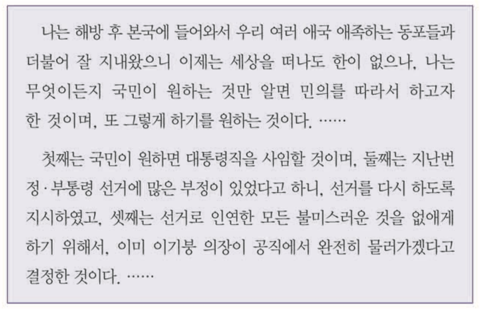 나는 해방 후 본국에 들어와서 우리 여러 애국 애족하는 동포들과
더불어 잘 지내왔으니 이제는 세상을 떠나도 한이 없으나, 나는
무엇이든지 국민이 원하는 것만 알면 민의를 따라서 하고자
한 것이며, 또 그렇게 하기를 원하는 것이다. ……
첫째는 국민이 원하면 대통령직을 사임할 것이며, 둘째는 지난번
정·부통령 선거에 많은 부정이 있었다고 하니, 선거를 다시 하도록
지시하였고, 셋째는 선거로 인연한 모든 불미스러운 것을 없애게
하기 위해서, 이미 이기붕 의장이 공직에서 완전히 물러가겠다고
결정한 것이다. ……